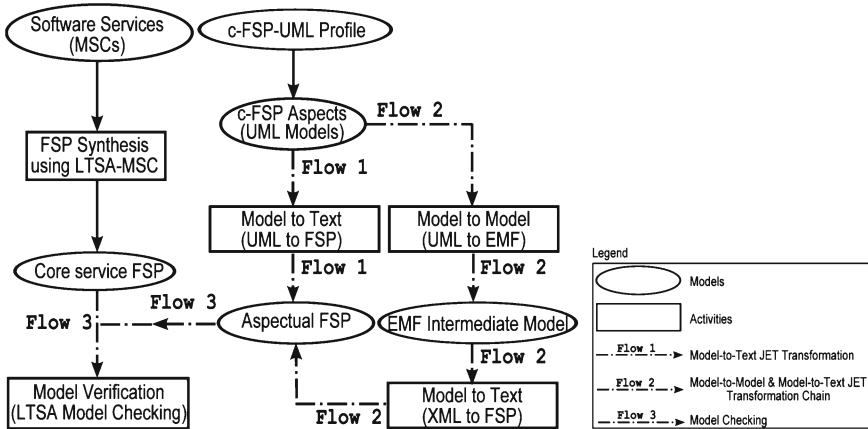 Software Services
(MSCs)
c-FSP-UML Profile
c-FSP Aspects
(UML Models)
Flow 2
FSP Synthesis
using LTSA-MSC
Flow 1
Model to Text
(UML to FSP)
Model to Model
(UML to EMF)
Flow 1
Flow 2
Core service FSP
Flow 3
Flow 3
Aspectual FSP
EMF Intermediate Model
Flow 2
Model Verification
(LTSA Model Checking)
Flow 2
Model to Text
(XML to FSP)
Legend
Models
Activities
Flow 1
Model-to-Text JET Transformation
Flow 2
Model-to-Model & Model-to-Text JET
Transformation Chain
Flow 3
Model Checking